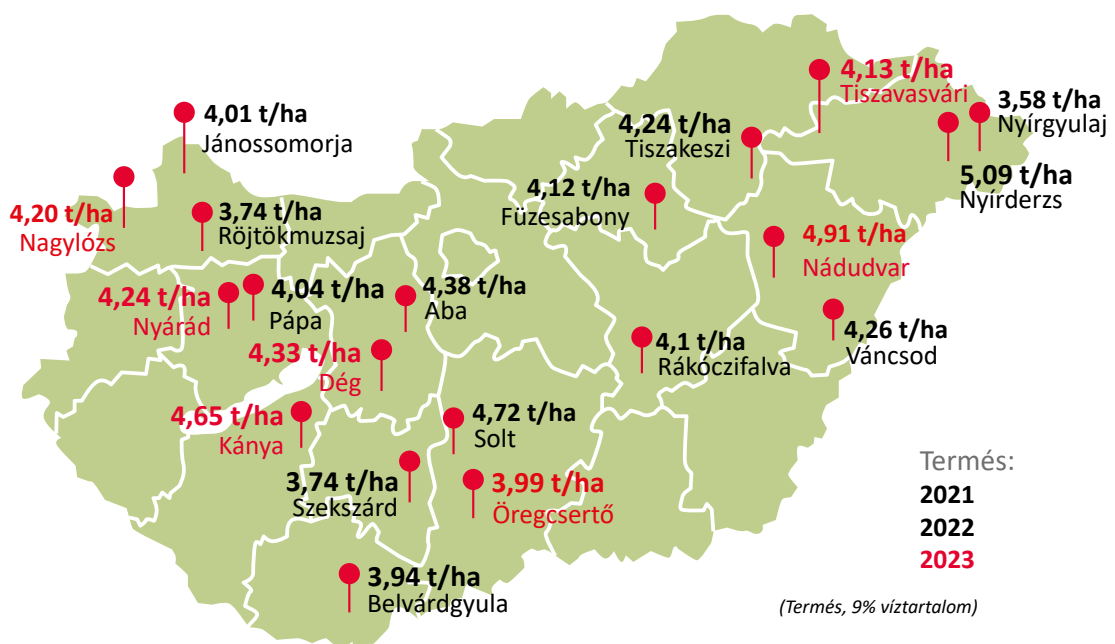 4,13 t/ha
Tiszavasvári
3,58 t/ha
Nyírgyulaj
4,01 t/ha
Jánossomorja
4,24 t/ha
Tiszakeszi
5,09 t/ha
Nyírderzs
4,12 t/ha
Füzesabony
4,20 t/ha
Nagylózs
3,74 t/ha
Röjtökmuzsaj
4,91 t/ha
Nádudvar
4,24 t/ha
Nyárád
4,04 t/ha
Pápa
4,38 t/ha
Aba
4,26 t/ha
Váncsod
4,33 t/ha
Dég
4,1 t/ha
Rákóczifalva
4,65 t/ha
Kánya
4,72 t/ha
Solt
3,74 t/ha
Szekszárd
3,99 t/ha
Öregcsertő
3,94 t/ha
Belvárdgyula
Termés:
2021
2022
2023
(Termés, 9% víztartalom)